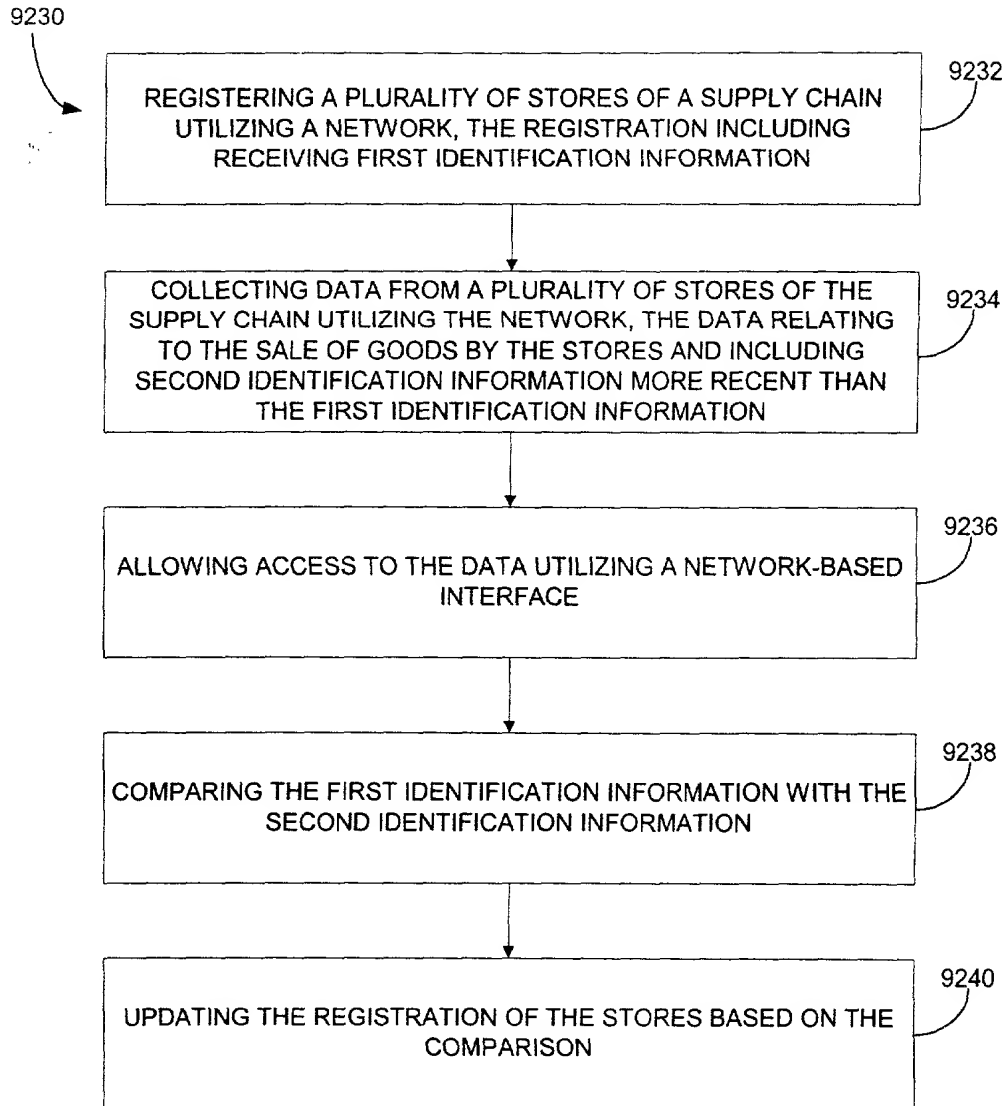 9230
9232
REGISTERING A PLURALITY OF STORES OF A SUPPLY CHAIN
UTILIZING A NETWORK, THE REGISTRATION INCLUDING
RECEIVING FIRST IDENTIFICATION INFORMATION
9234
COLLECTING DATA FROM A PLURALITY OF STORES OF THE
SUPPLY CHAIN UTILIZING THE NETWORK, THE DATA RELATING
TO THE SALE OF GOODS BY THE STORES AND INCLUDING
SECOND IDENTIFICATION INFORMATION MORE RECENT THAN
THE FIRST IDENTIFICATION INFORMATION
9236
ALLOWING ACCESS TO THE DATA UTILIZING A NETWORK-BASED
INTERFACE
9238
COMPARING THE FIRST IDENTIFICATION INFORMATION WITH THE
SECOND IDENTIFICATION INFORMATION
9240
UPDATING THE REGISTRATION OF THE STORES BASED ON THE
COMPARISON